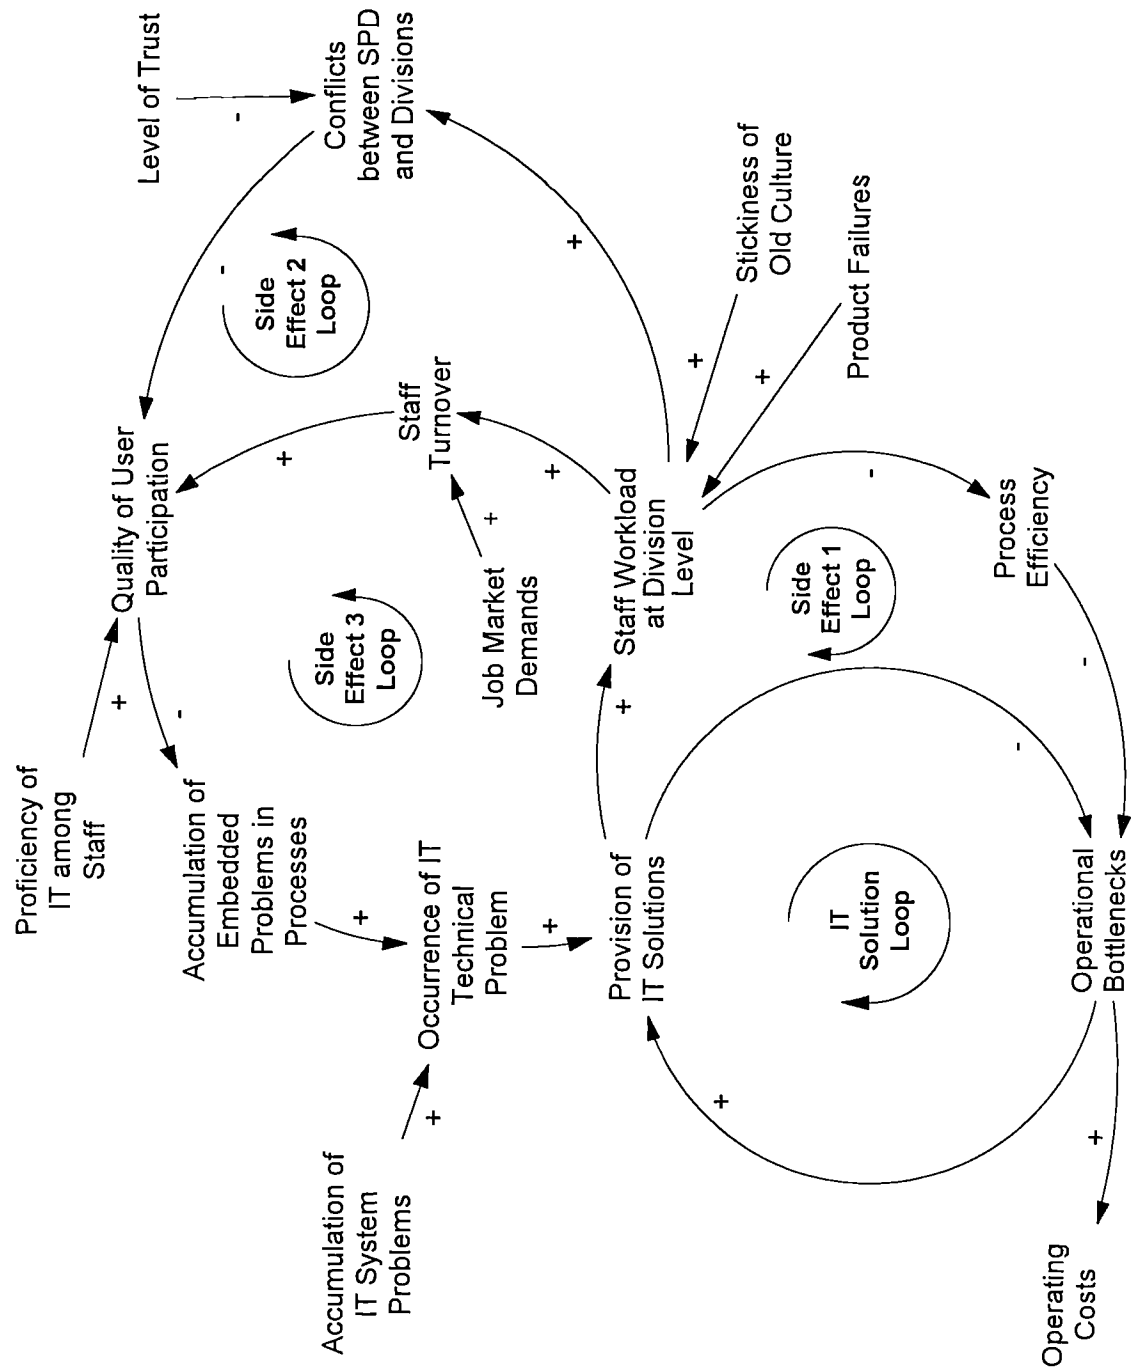 Proficiency of
IT among
Staff
+
Quality of User
Participation
-
Accumulation of
Embedded
Problems in
Processes
+
Level of Trust
-
Conflicts
between SPD
and Divisions
-
Side
Effect 2
Loop
+
Staff
Turnover
+
Side
Effect 3
Loop
Job Market
Demands
+
Accumulation of
IT System
Problems
+
Occurrence of IT
Technical
Problem
+
Provision of
IT Solutions
+
Staff Workload
at Division
Level
+
Stickiness of
Old Culture
+
Product Failures
+
-
Side
Effect 1
Loop
Process
Efficiency
-
IT
Solution
Loop
-
+
Operational
Bottlenecks
+
Operating
Costs